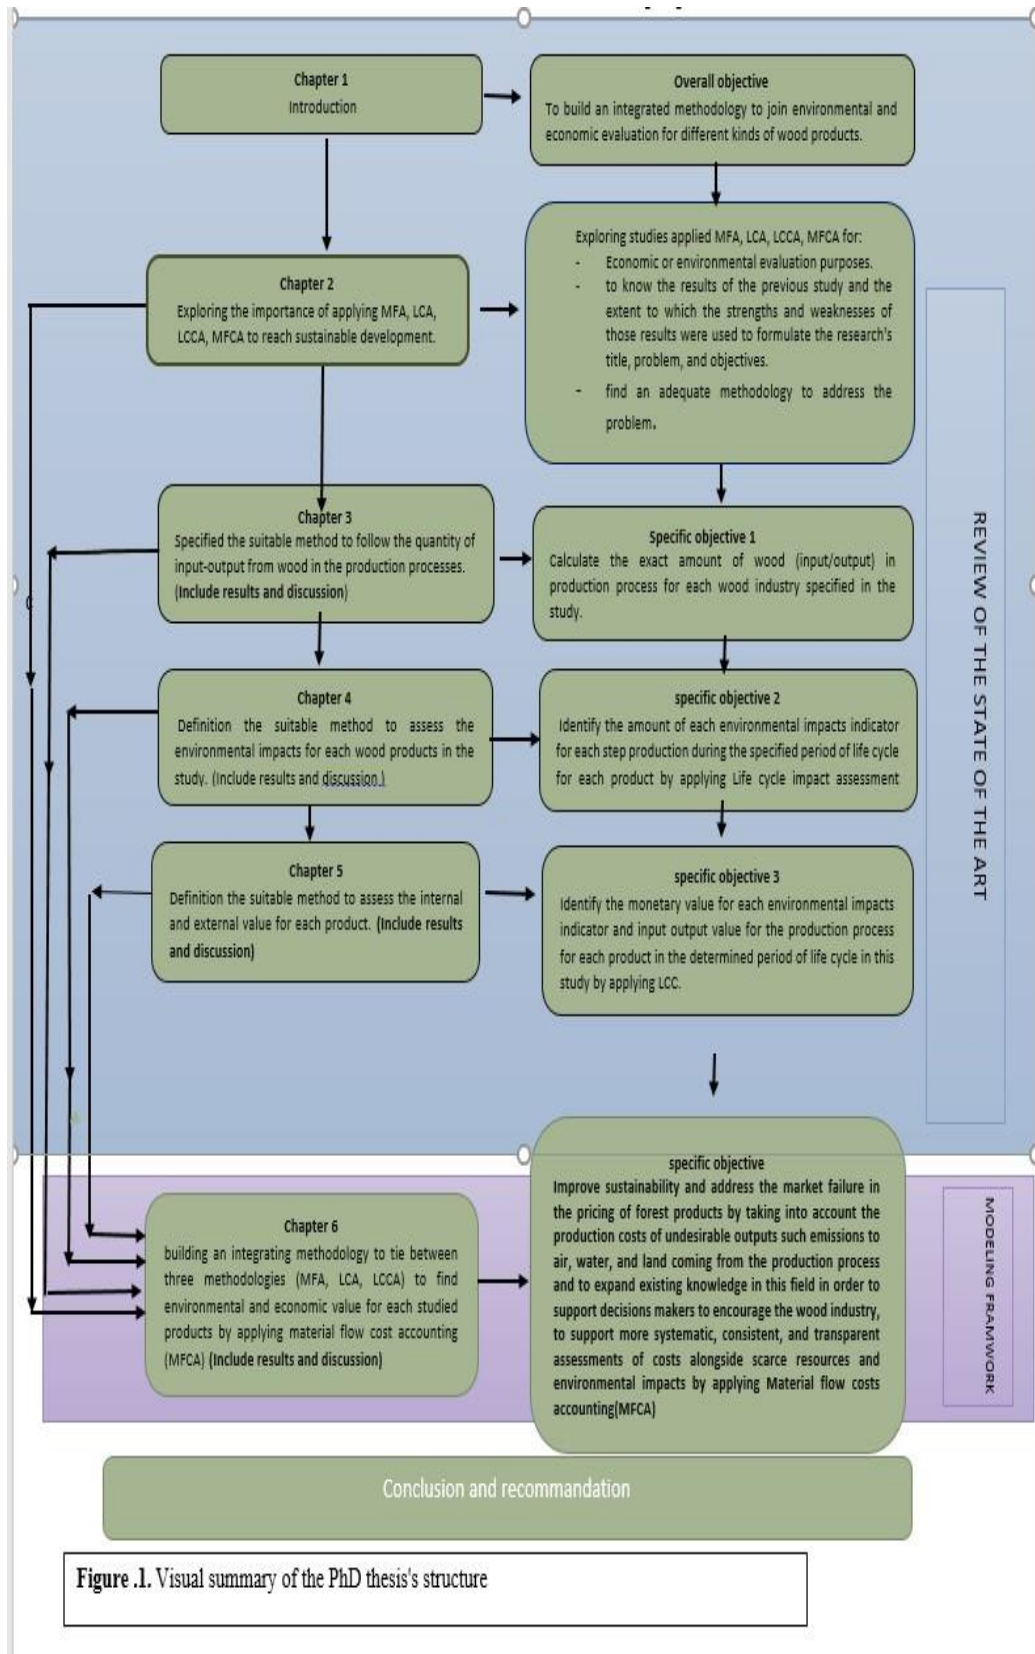 Chapter 1
Introduction
Overall objective
To build an integrated methodology to join environmental and
economic evaluation for different kinds of wood products.
Chapter 2
Exploring the importance of applying MFA, LCA,
LCCA, MFCA to reach sustainable development.
Exploring studies applied MFA, LCA, LCCA, MFCA for:
- Economic or environmental evaluation purposes.
- to know the results of the previous study and the
extent to which the strengths and weaknesses of
those results were used to formulate the research's
title, problem, and objectives.
- find an adequate methodology to address the
problem.
Chapter 3
Specified the suitable method to follow the quantity of
input-output from wood in the production processes.
(Include results and discussion)
Specific objective 1
Calculate the exact amount of wood (input/output) in
production process for each wood industry specified in the
study.
Chapter 4
Definition the suitable method to assess the
environmental impacts for each wood products in the
study. (Include results and discussion )
specific objective 2
Identify the amount of each environmental impacts indicator
for each step production during the specified period of life cycle
for each product by applying Life cycle impact assessment
Chapter 5
Definition the suitable method to assess the internal
and external value for each product. (Include results
and discussion)
specific objective 3
Identify the monetary value for each environmental impacts
indicator and input output value for the production process
for each product in the determined period of life cycle in this
study by applying LCC.
REVIEW OF THE STATE OF THE ART
Chapter 6
building an integrating methodology to tie between
three methodologies (MFA, LCA, LCCA) to find
environmental and economic value for each studied
products by applying material flow cost accounting
(MFCA) (Include results and discussion)
specific objective
Improve sustainability and address the market failure in
the pricing of forest products by taking into account the
production costs of undesirable outputs such emissions to
air, water, and land coming from the production process
and to expand existing knowledge in this field in order to
support decisions makers to encourage the wood industry,
to support more systematic, consistent, and transparent
assessments of costs alongside scarce resources and
environmental impacts by applying Material flow costs
accounting(MFCA)
MODELING FRAMWORK
Conclusion and recommandation
Figure .1. Visual summary of the PhD thesis's structure